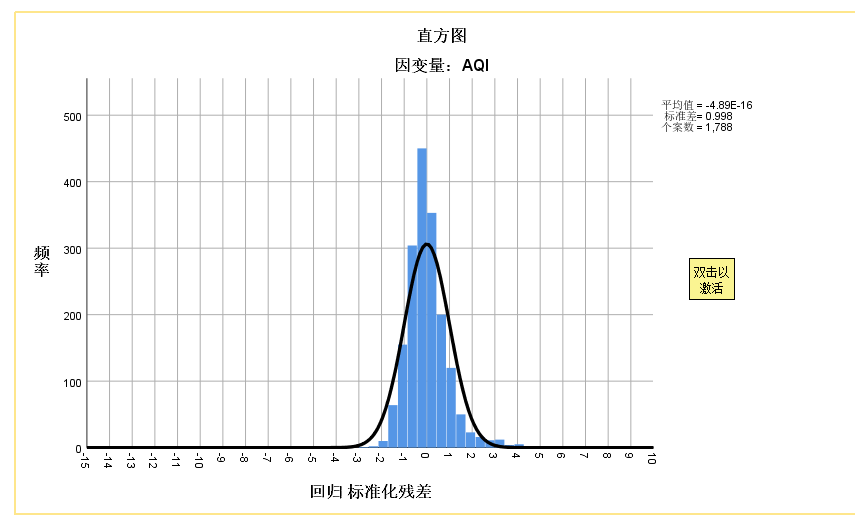 直方图
因变量：AQI
平均值 = -4.89E-16
标准差= 0.998
个案数 = 1,788
500
400
300
200
100
0
频率
双击以
激活
-15 -14 -13 -12 -11 -10 -9 -8 -7 -6 -5 -4 -3 -2 -1 0 1 2 3 4 5 6 7 8 9 10
回归 标准化残差